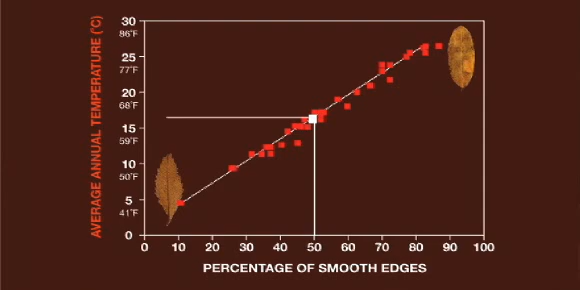 AVERAGE ANNUAL TEMPERATURE (°C)
30
86°F
25
77°F
20
68°F
15
59°F
10
50°F
5
41°F
0
0 10 20 30 40 50 60 70 80 90 100
PERCENTAGE OF SMOOTH EDGES